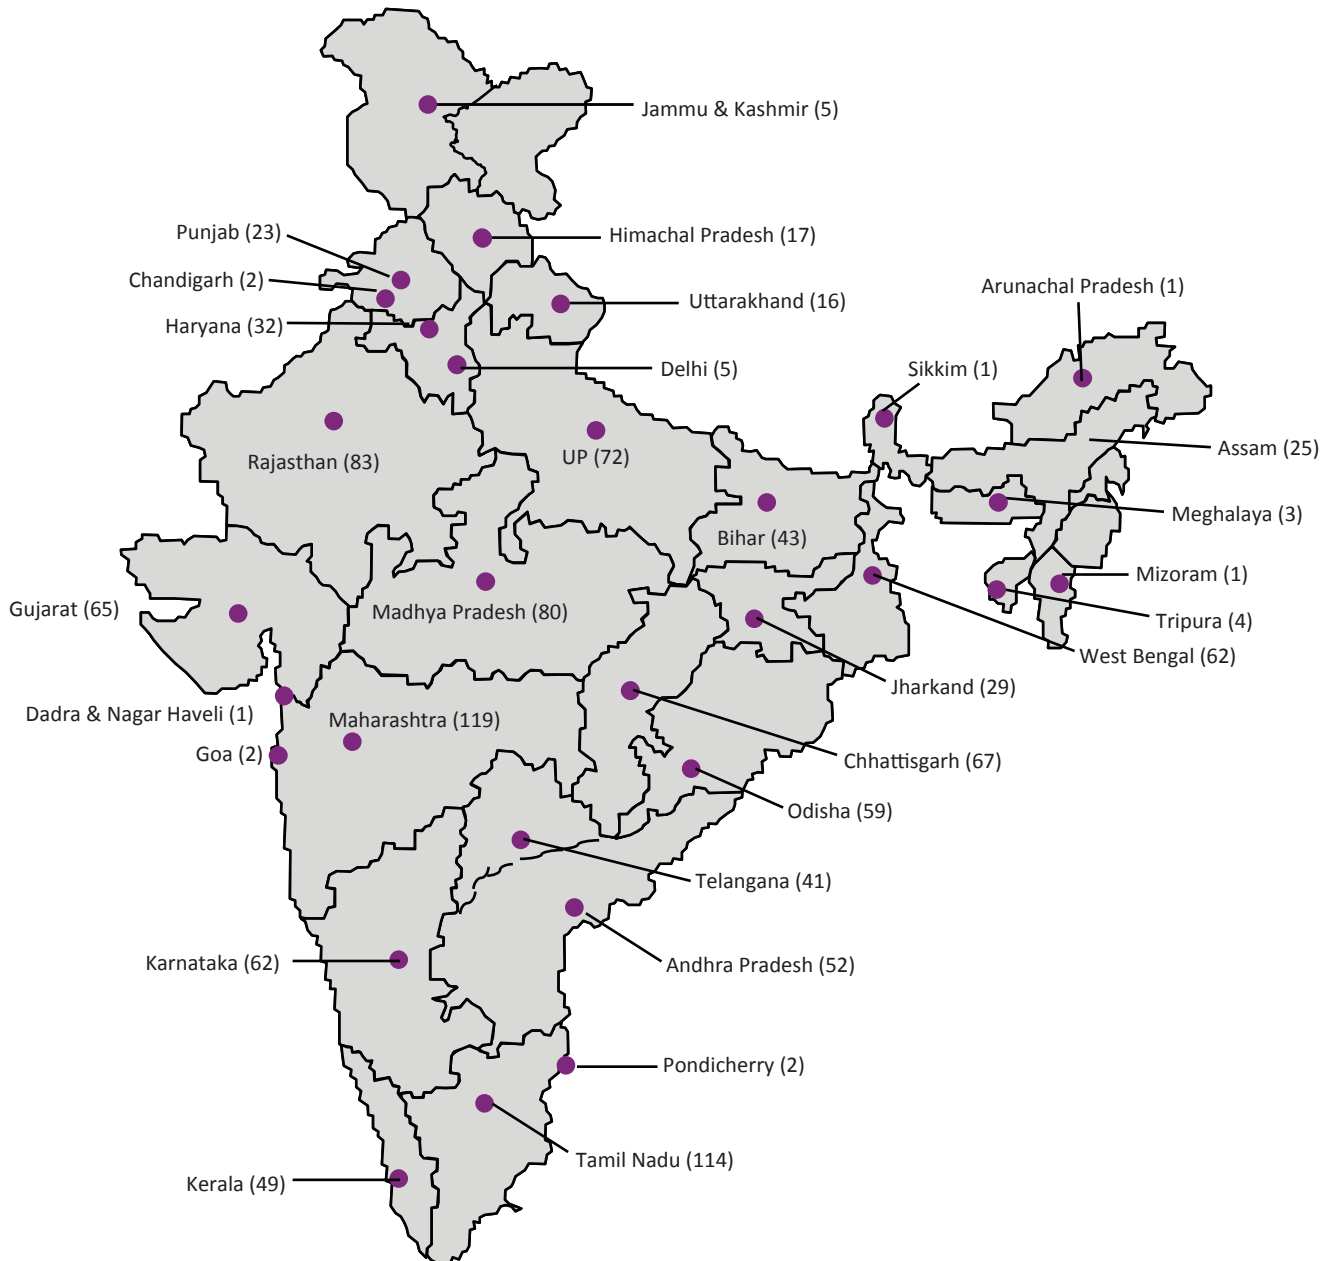 Jammu & Kashmir (5)
Punjab (23)
Himachal Pradesh (17)
Chandigarh (2)
Uttarakhand (16)
Arunachal Pradesh (1)
Haryana (32)
Delhi (5)
Sikkim (1)
Rajasthan (83)
UP (72)
Assam (25)
Bihar (43)
Meghalaya (3)
Mizoram (1)
Gujarat (65)
Madhya Pradesh (80)
Tripura (4)
West Bengal (62)
Jharkand (29)
Dadra & Nagar Haveli (1)
Maharashtra (119)
Goa (2)
Chhattisgarh (67)
Odisha (59)
Telangana (41)
Karnataka (62)
Andhra Pradesh (52)
Pondicherry (2)
Tamil Nadu (114)
Kerala (49)